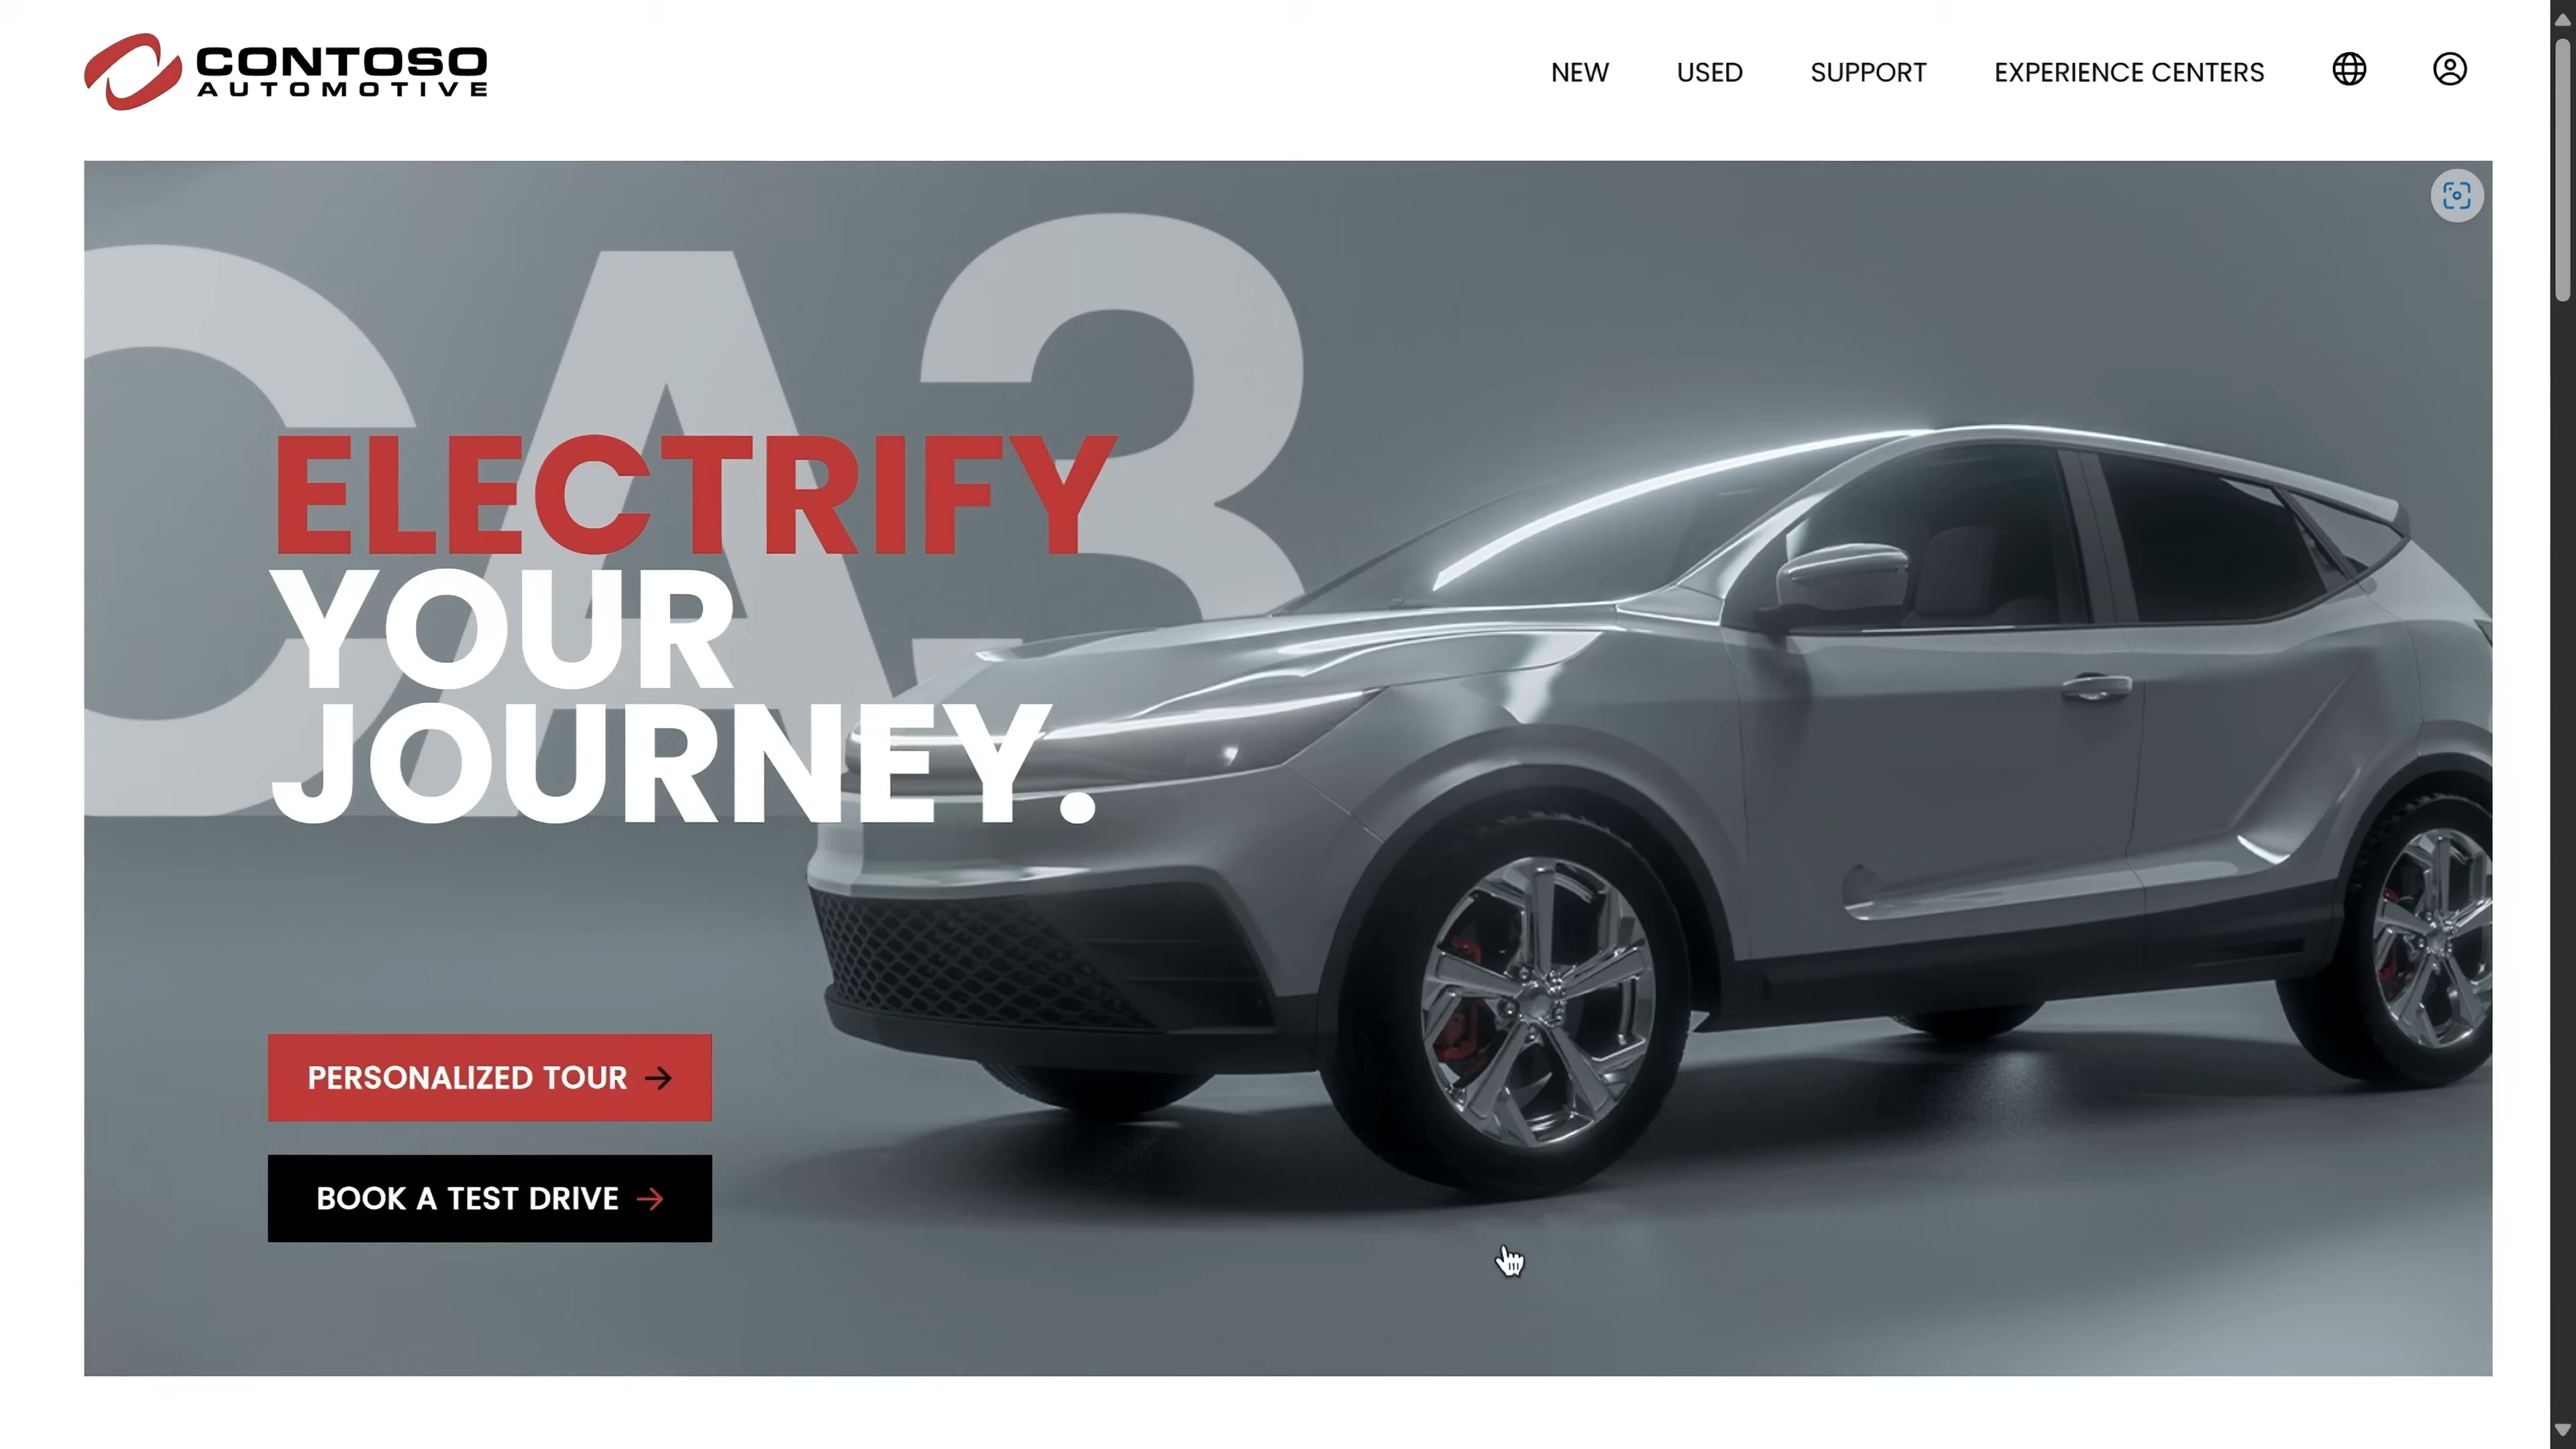 CONTOSO
AUTOMOTIVE
NEW
USED
SUPPORT
EXPERIENCE CENTERS
CA3
ELECTRIFY
YOUR
JOURNEY.
PERSONALIZED TOUR →
BOOK A TEST DRIVE →